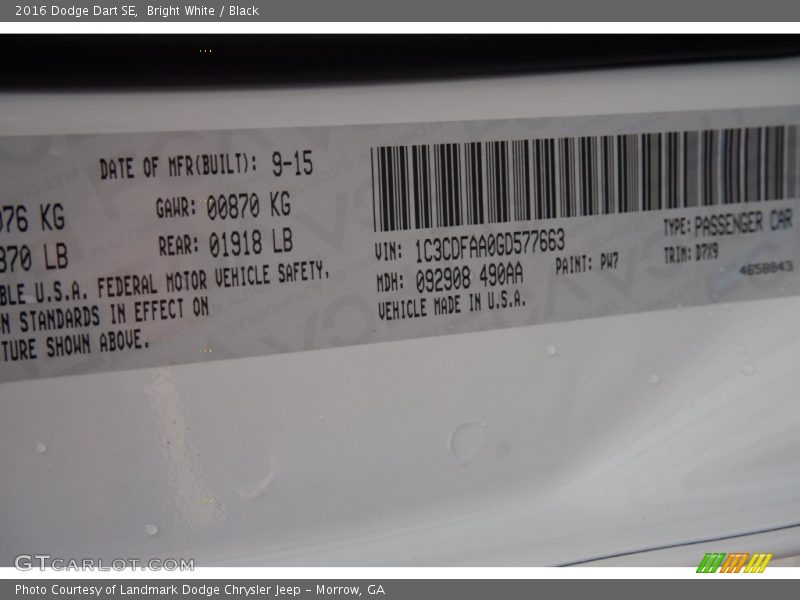 2016 Dodge Dart SE, Bright White / Black
DATE OF MFR(BUILT): 9-15
076 KG GAWR: 00870 KG
370 LB REAR: 01918 LB
BLE U.S.A. FEDERAL MOTOR VEHICLE SAFETY,
N STANDARDS IN EFFECT ON
TURE SHOWN ABOVE.
VIN: 1C3CDFAA0GD577663 TYPE: PASSENGER CAR
MDH: 092908 490AA PAINT: PW7 TRIM: D7X9
VEHICLE MADE IN U.S.A. 4658843
GTCARLOT.COM
Photo Courtesy of Landmark Dodge Chrysler Jeep – Morrow, GA